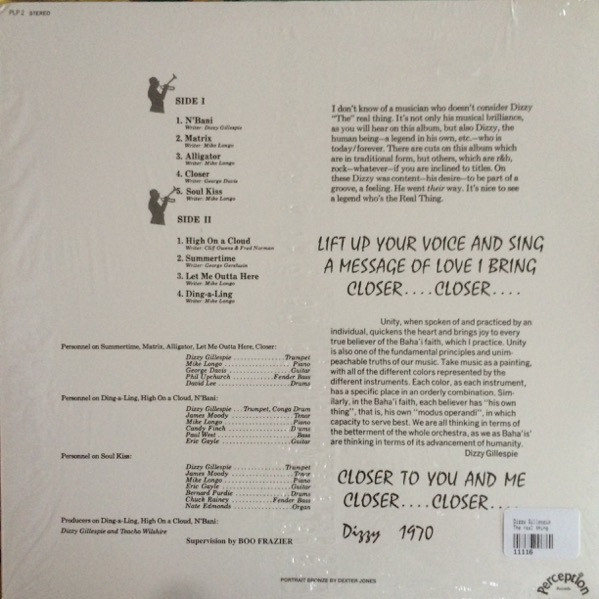 PLP 2 STEREO
SIDE I
1. N'Bani
Writer: Dizzy Gillespie
2. Matrix
Writer: Mike Longo
3. Alligator
Writer: Mike Longo
4. Closer
Writer: George Davis
5. Soul Kiss
Writer: Mike Longo
SIDE II
1. High On a Cloud
Writer: Cliff Owens & Fred Norman
2. Summertime
Writer: George Gershwin
3. Let Me Outta Here
Writer: Mike Longo
4. Ding-a-Ling
Writer: Mike Longo
Personnel on Summertime, Matrix, Alligator, Let Me Outta Here, Closer:
Dizzy Gillespie ............ Trumpet
Mike Longo ............ Piano
George Davis ............ Guitar
Phil Upchurch ............ Fender Bass
David Lee ............ Drums
Personnel on Ding-a-Ling, High On a Cloud, N'Bani:
Dizzy Gillespie ... Trumpet, Conga Drum
James Moody ............ Tenor
Mike Longo ............ Piano
Candy Finch ............ Drums
Paul West ............ Bass
Eric Gayle ............ Guitar
Personnel on Soul Kiss:
Dizzy Gillespie ............ Trumpet
James Moody ............ Tenor
Mike Longo ............ Piano
Eric Gayle ............ Guitar
Bernard Purdie ............ Drums
Chuck Rainey ............ Fender Bass
Nate Edmonds ............ Organ
Producers on Ding-a-Ling, High On a Cloud, N'Bani:
Dizzy Gillespie and Teacho Wilshire
Supervision by BOO FRAZIER
I don't know of a musician who doesn't consider Dizzy
"The" real thing. It's not only his musical brilliance,
as you will hear on this album, but also Dizzy, the
human being—a legend in his own, etc.—who is
today/forever. There are cuts on this album which
are in traditional form, but others, which are r&b,
rock—whatever—if you are inclined to titles. On
these Dizzy was content—his desire—to be part of a
groove, a feeling. He went their way. It's nice to see
a legend who's the Real Thing.
LIFT UP YOUR VOICE AND SING
A MESSAGE OF LOVE I BRING
CLOSER....CLOSER....
Unity, when spoken of and practiced by an
individual, quickens the heart and brings joy to every
true believer of the Baha'i faith, which I practice. Unity
is also one of the fundamental principles and unim-
peachable truths of our music. Take music as a painting,
with all of the different colors represented by the
different instruments. Each color, as each instrument,
has a specific place in an orderly combination. Sim-
ilarly, in the Baha'i faith, each believer has "his own
thing", that is, his own "modus operandi", in which
capacity to serve best. We are all thinking in terms of
the betterment of the whole orchestra, as we as Baha'is'
are thinking in terms of its advancement of humanity.
Dizzy Gillespie
CLOSER TO YOU AND ME
CLOSER....CLOSER....
Dizzy 1970
Dizzy Gillespie
The real thing
11115
PORTRAIT BRONZE BY DEXTER JONES
Perception
Records